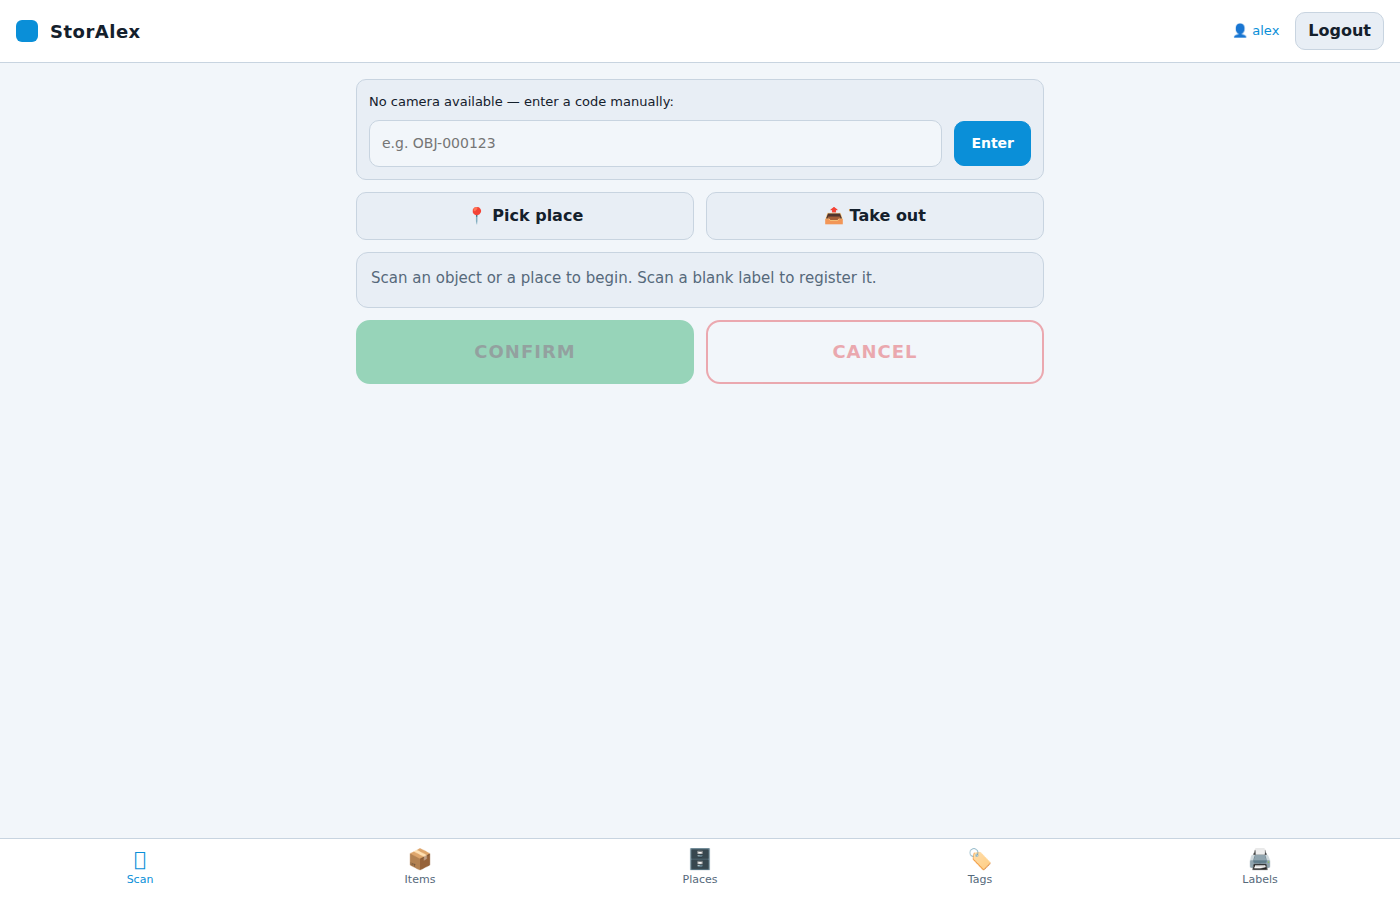 StorAlex
alex
Logout
No camera available — enter a code manually:
e.g. OBJ-000123
Enter
Pick place
Take out
Scan an object or a place to begin. Scan a blank label to register it.
CONFIRM
CANCEL
Scan
Items
Places
Tags
Labels